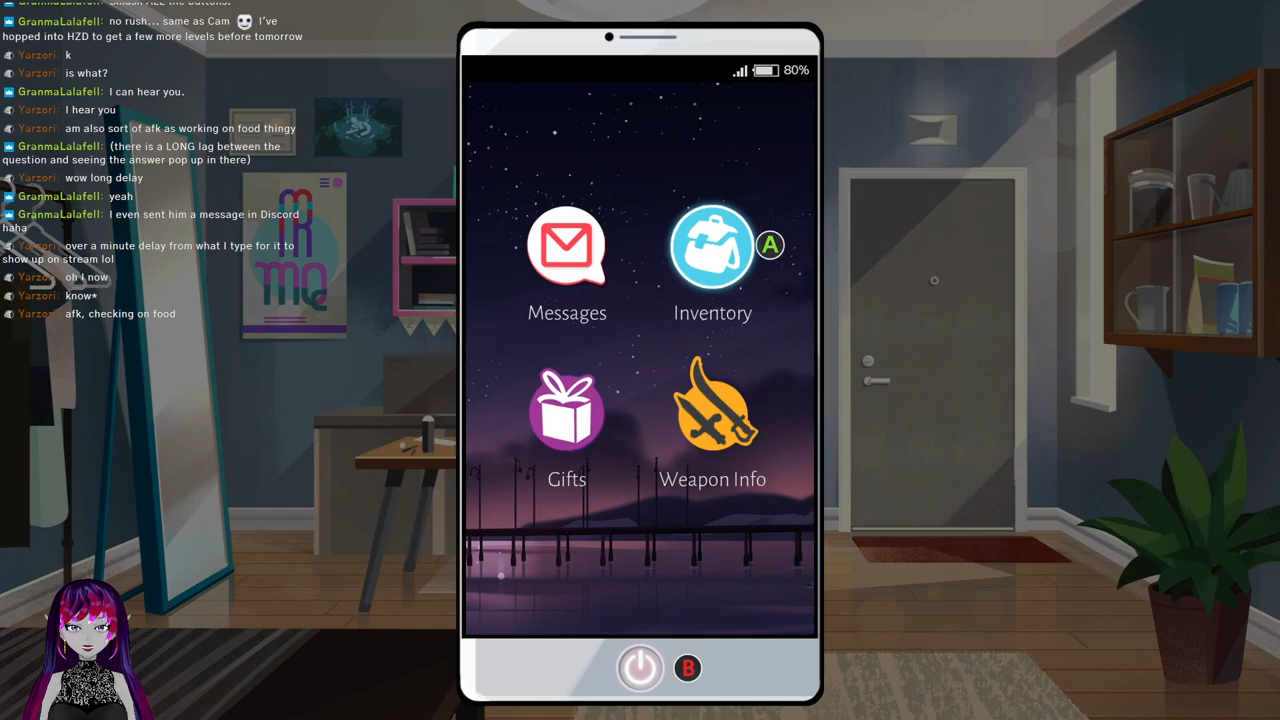 Smash ALL the buttons.
GranmaLalafell: no rush... same as Cam I've
hopped into HZD to get a few more levels before tomorrow
Yarzori: k
Yarzori: is what?
GranmaLalafell: I can hear you.
Yarzori: I hear you
Yarzori: am also sort of afk as working on food thingy
GranmaLalafell: (there is a LONG lag between the
question and seeing the answer pop up in there)
Yarzori: wow long delay
GranmaLalafell: yeah
GranmaLalafell: I even sent him a message in Discord
haha
Yarzori: over a minute delay from what I type for it to
show up on stream lol
Yarzori: oh I now
Yarzori: know*
Yarzori: afk, checking on food
80%
Messages
Inventory
A
Gifts
Weapon Info
B